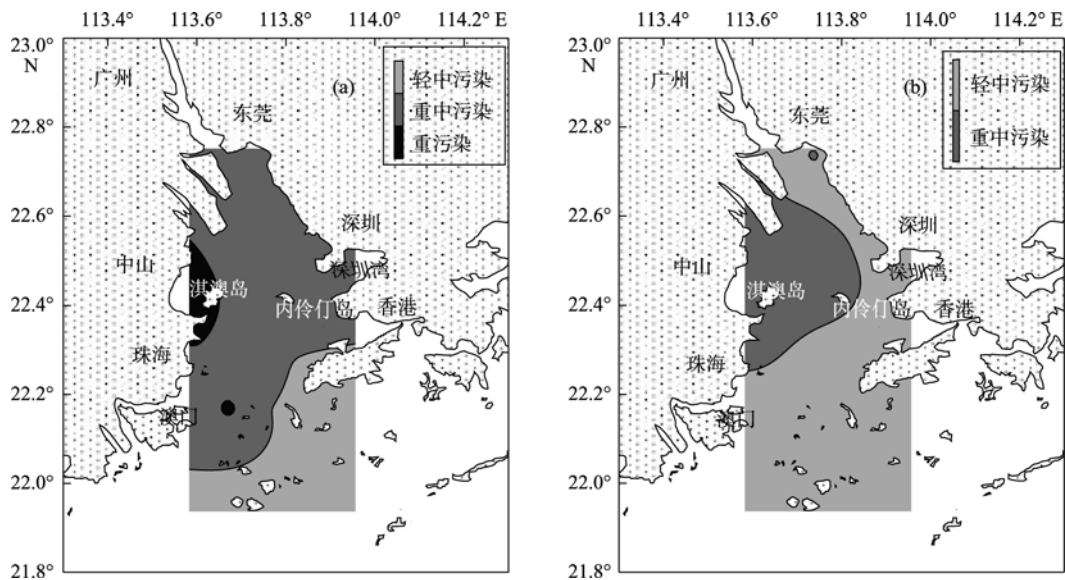 113.6° 113.8° 114.0° 114.2° E
23.0°
N
22.8°
22.6°
22.4°
22.2°
22.0°
21.8°
广州
东莞
深圳
中山
深圳湾
淇澳岛
内伶仃岛
香港
珠海
澳门
(a)
轻中污染
重中污染
重污染
113.6° 113.8° 114.0° 114.2° E
23.0°
N
22.8°
22.6°
22.4°
22.2°
22.0°
21.8°
广州
东莞
深圳
中山
深圳湾
淇澳岛
内伶仃岛
香港
珠海
澳门
(b)
轻中污染
重中污染